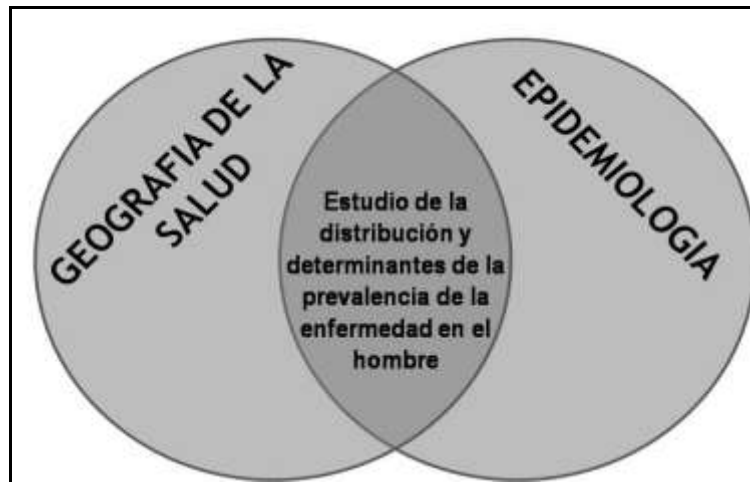 GEOGRAFIA DE LA
SALUD
EPIDEMIOLOGIA
Estudio de la
distribución y
determinantes de la
prevalencia de la
enfermedad en el
hombre